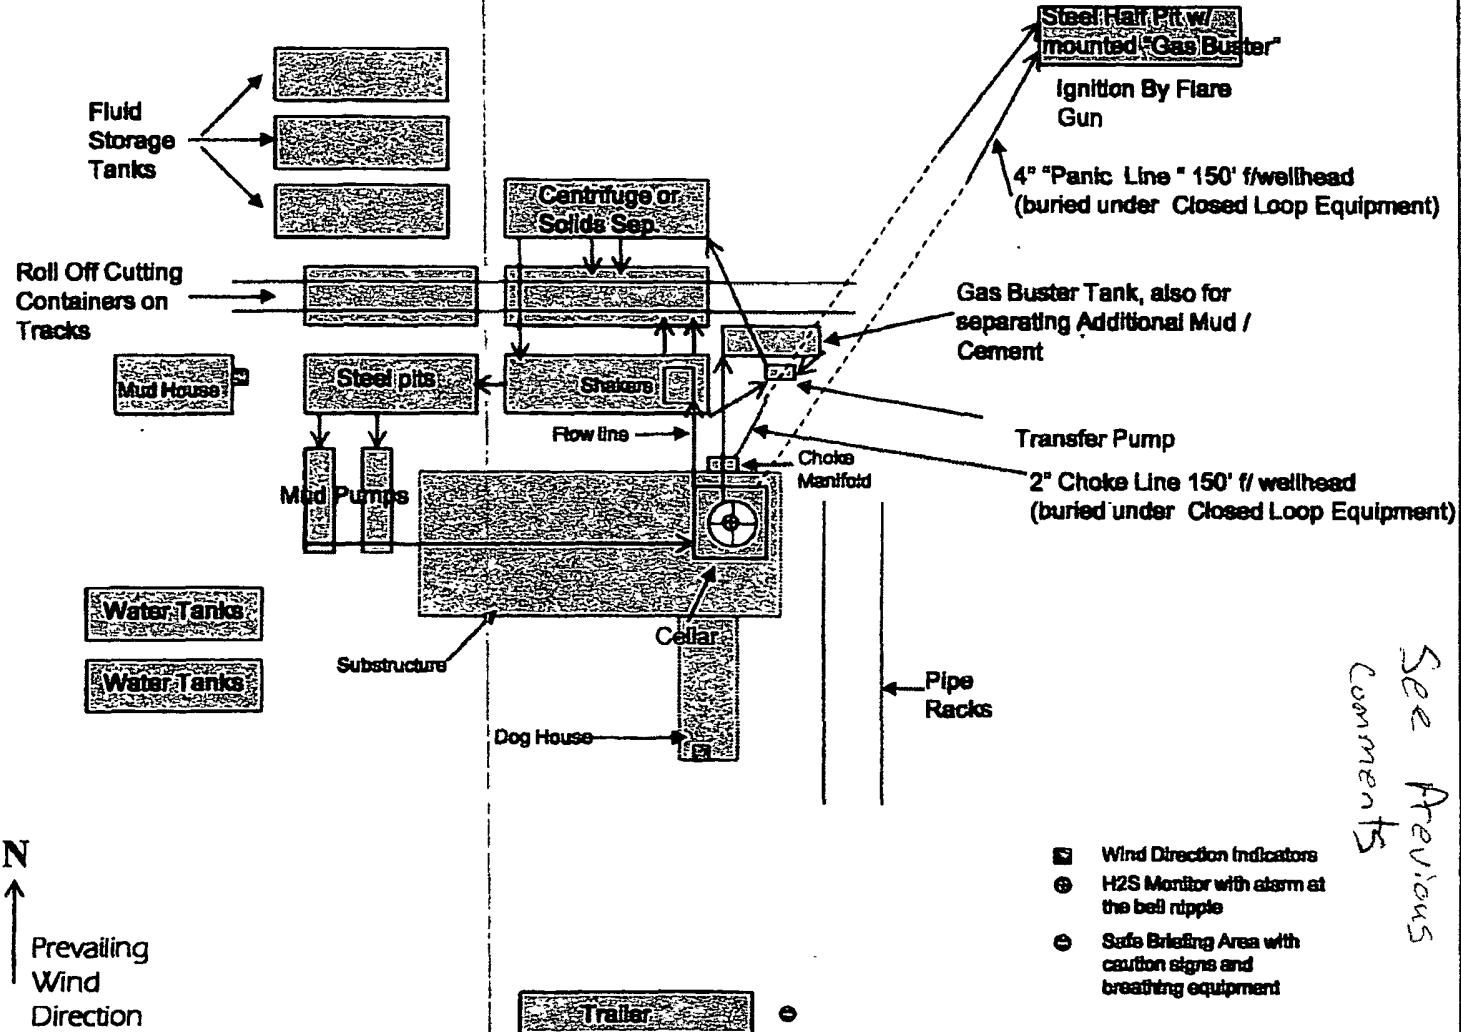 Steel Half Pit w/
mounted "Gas Buster"
Ignition By Flare
Gun
Fluid
Storage
Tanks
4" "Panic Line " 150' f/wellhead
(buried under Closed Loop Equipment)
Centrifuge or
Solids Sep.
Roll Off Cutting
Containers on
Tracks
Gas Buster Tank, also for
separating Additional Mud /
Cement
Mud House
Steel pits
Shakers
Flow line
Transfer Pump
Choke
Manifold
2" Choke Line 150' f/ wellhead
(buried under Closed Loop Equipment)
Mud Pumps
Water Tanks
Water Tanks
Cellar
Substructure
Pipe
Racks
Dog House
See Previous
Comments
N
Prevailing
Wind
Direction
Wind Direction Indicators
H2S Monitor with alarm at
the bell nipple
Safe Briefing Area with
caution signs and
breathing equipment
Trailer